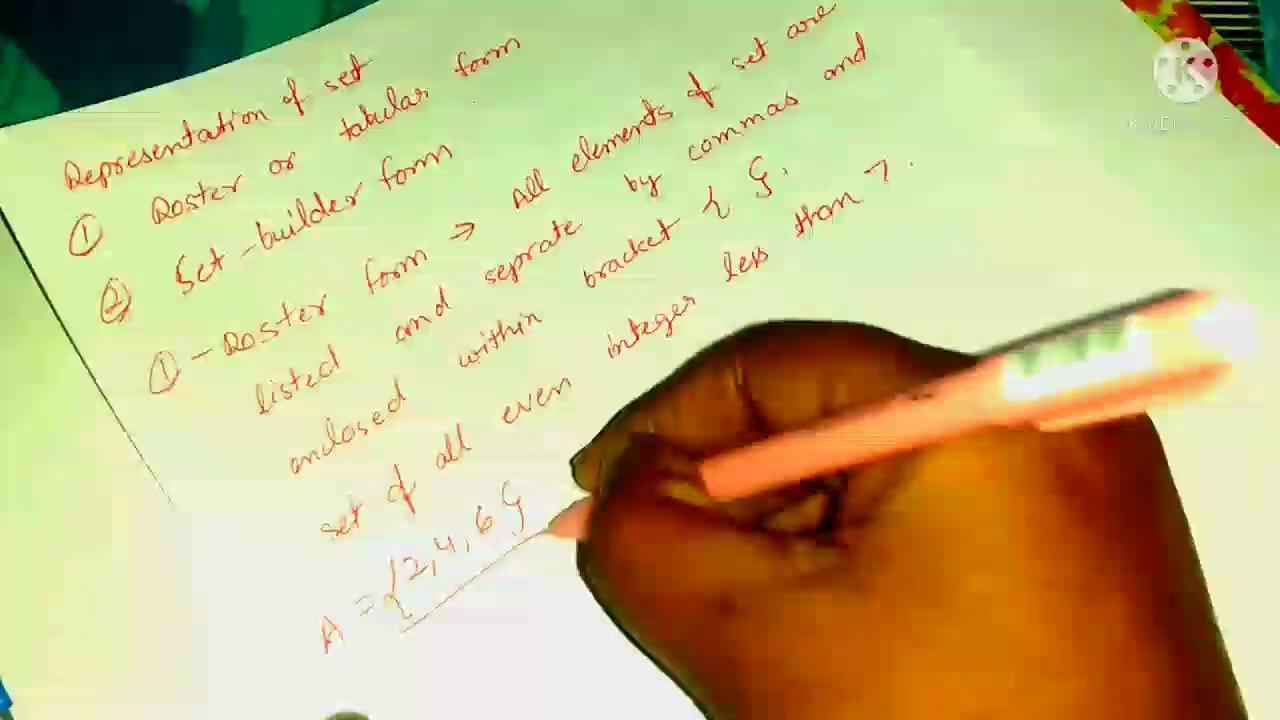 Representation of set
① Roster or tabular form
② Set-builder form
① - Roster form → All elements of set are
listed and seprate by commas and
enclosed within bracket { }.
set of all even integer less than 7.
A = {2, 4, 6}